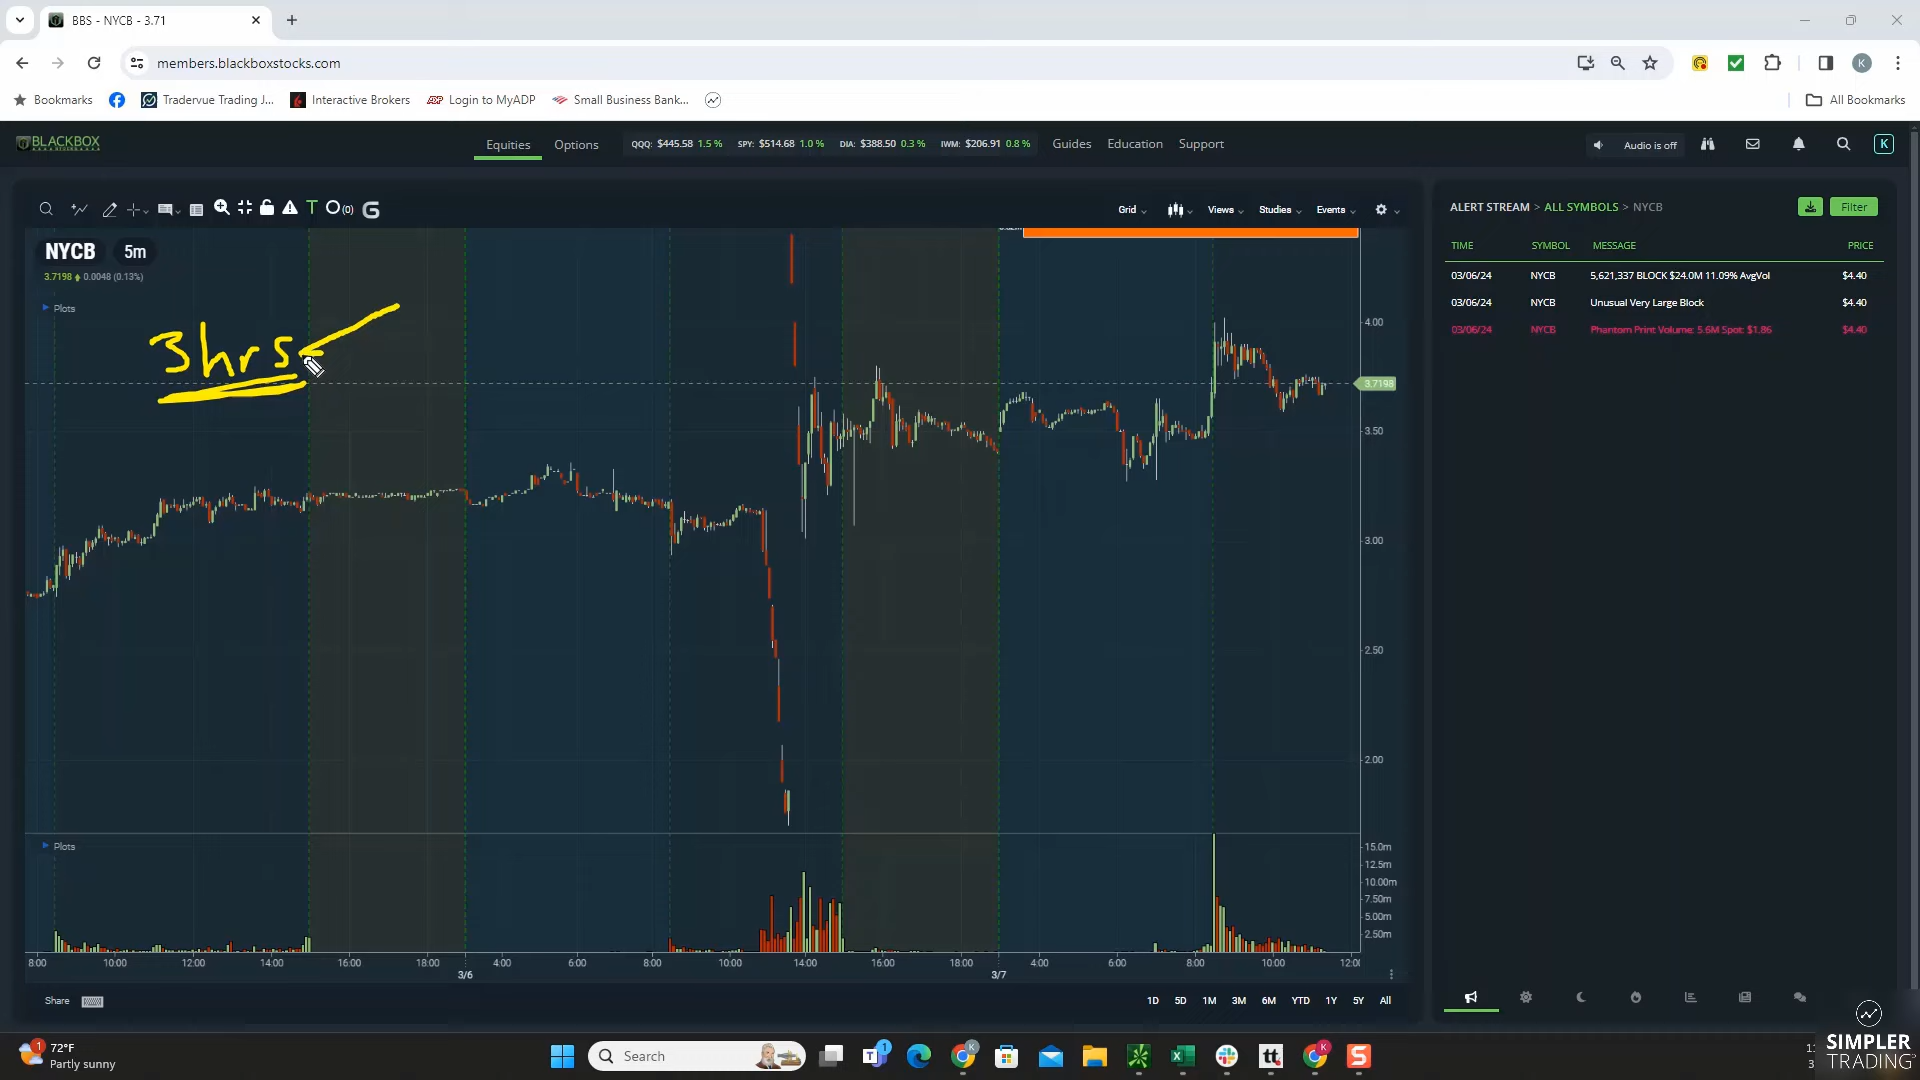 BBS - NYCB - 3.71
members.blackboxstocks.com
K
Bookmarks
Tradervue Trading J...
Interactive Brokers
ADP
Login to MyADP
Small Business Bank...
All Bookmarks
BLACKBOX
Equities
Options
QQQ: $445.58 1.5 %
SPY: $514.68 1.0 %
DIA: $388.50 0.3 %
IWM: $206.91 0.8 %
Guides
Education
Support
Audio is off
K
T
(0)
G
Grid
Views
Studies
Events
ALERT STREAM > ALL SYMBOLS > NYCB
Filter
NYCB 5m
3.7198 0.0048 (0.13%)
Plots
3hrs
TIME SYMBOL MESSAGE PRICE
03/06/24 NYCB 5,621,337 BLOCK $24.0M 11.09% AvgVol $4.40
03/06/24 NYCB Unusual Very Large Block $4.40
03/06/24 NYCB Phantom Print Volume: 5.6M Spot: $1.86 $4.40
4.00
3.7198
3.50
3.00
2.50
2.00
Plots
15.0m
12.5m
10.00m
7.50m
5.00m
2.50m
8:00 10:00 12:00 14:00 16:00 18:00 4:00 6:00 8:00 10:00 14:00 16:00 18:00 4:00 6:00 8:00 10:00
3/6 3/7
Share
1D 5D 1M 3M 6M YTD 1Y 5Y All
1
72°F
Partly sunny
Search
1
K
tt
K
S
SIMPLER
TRADING